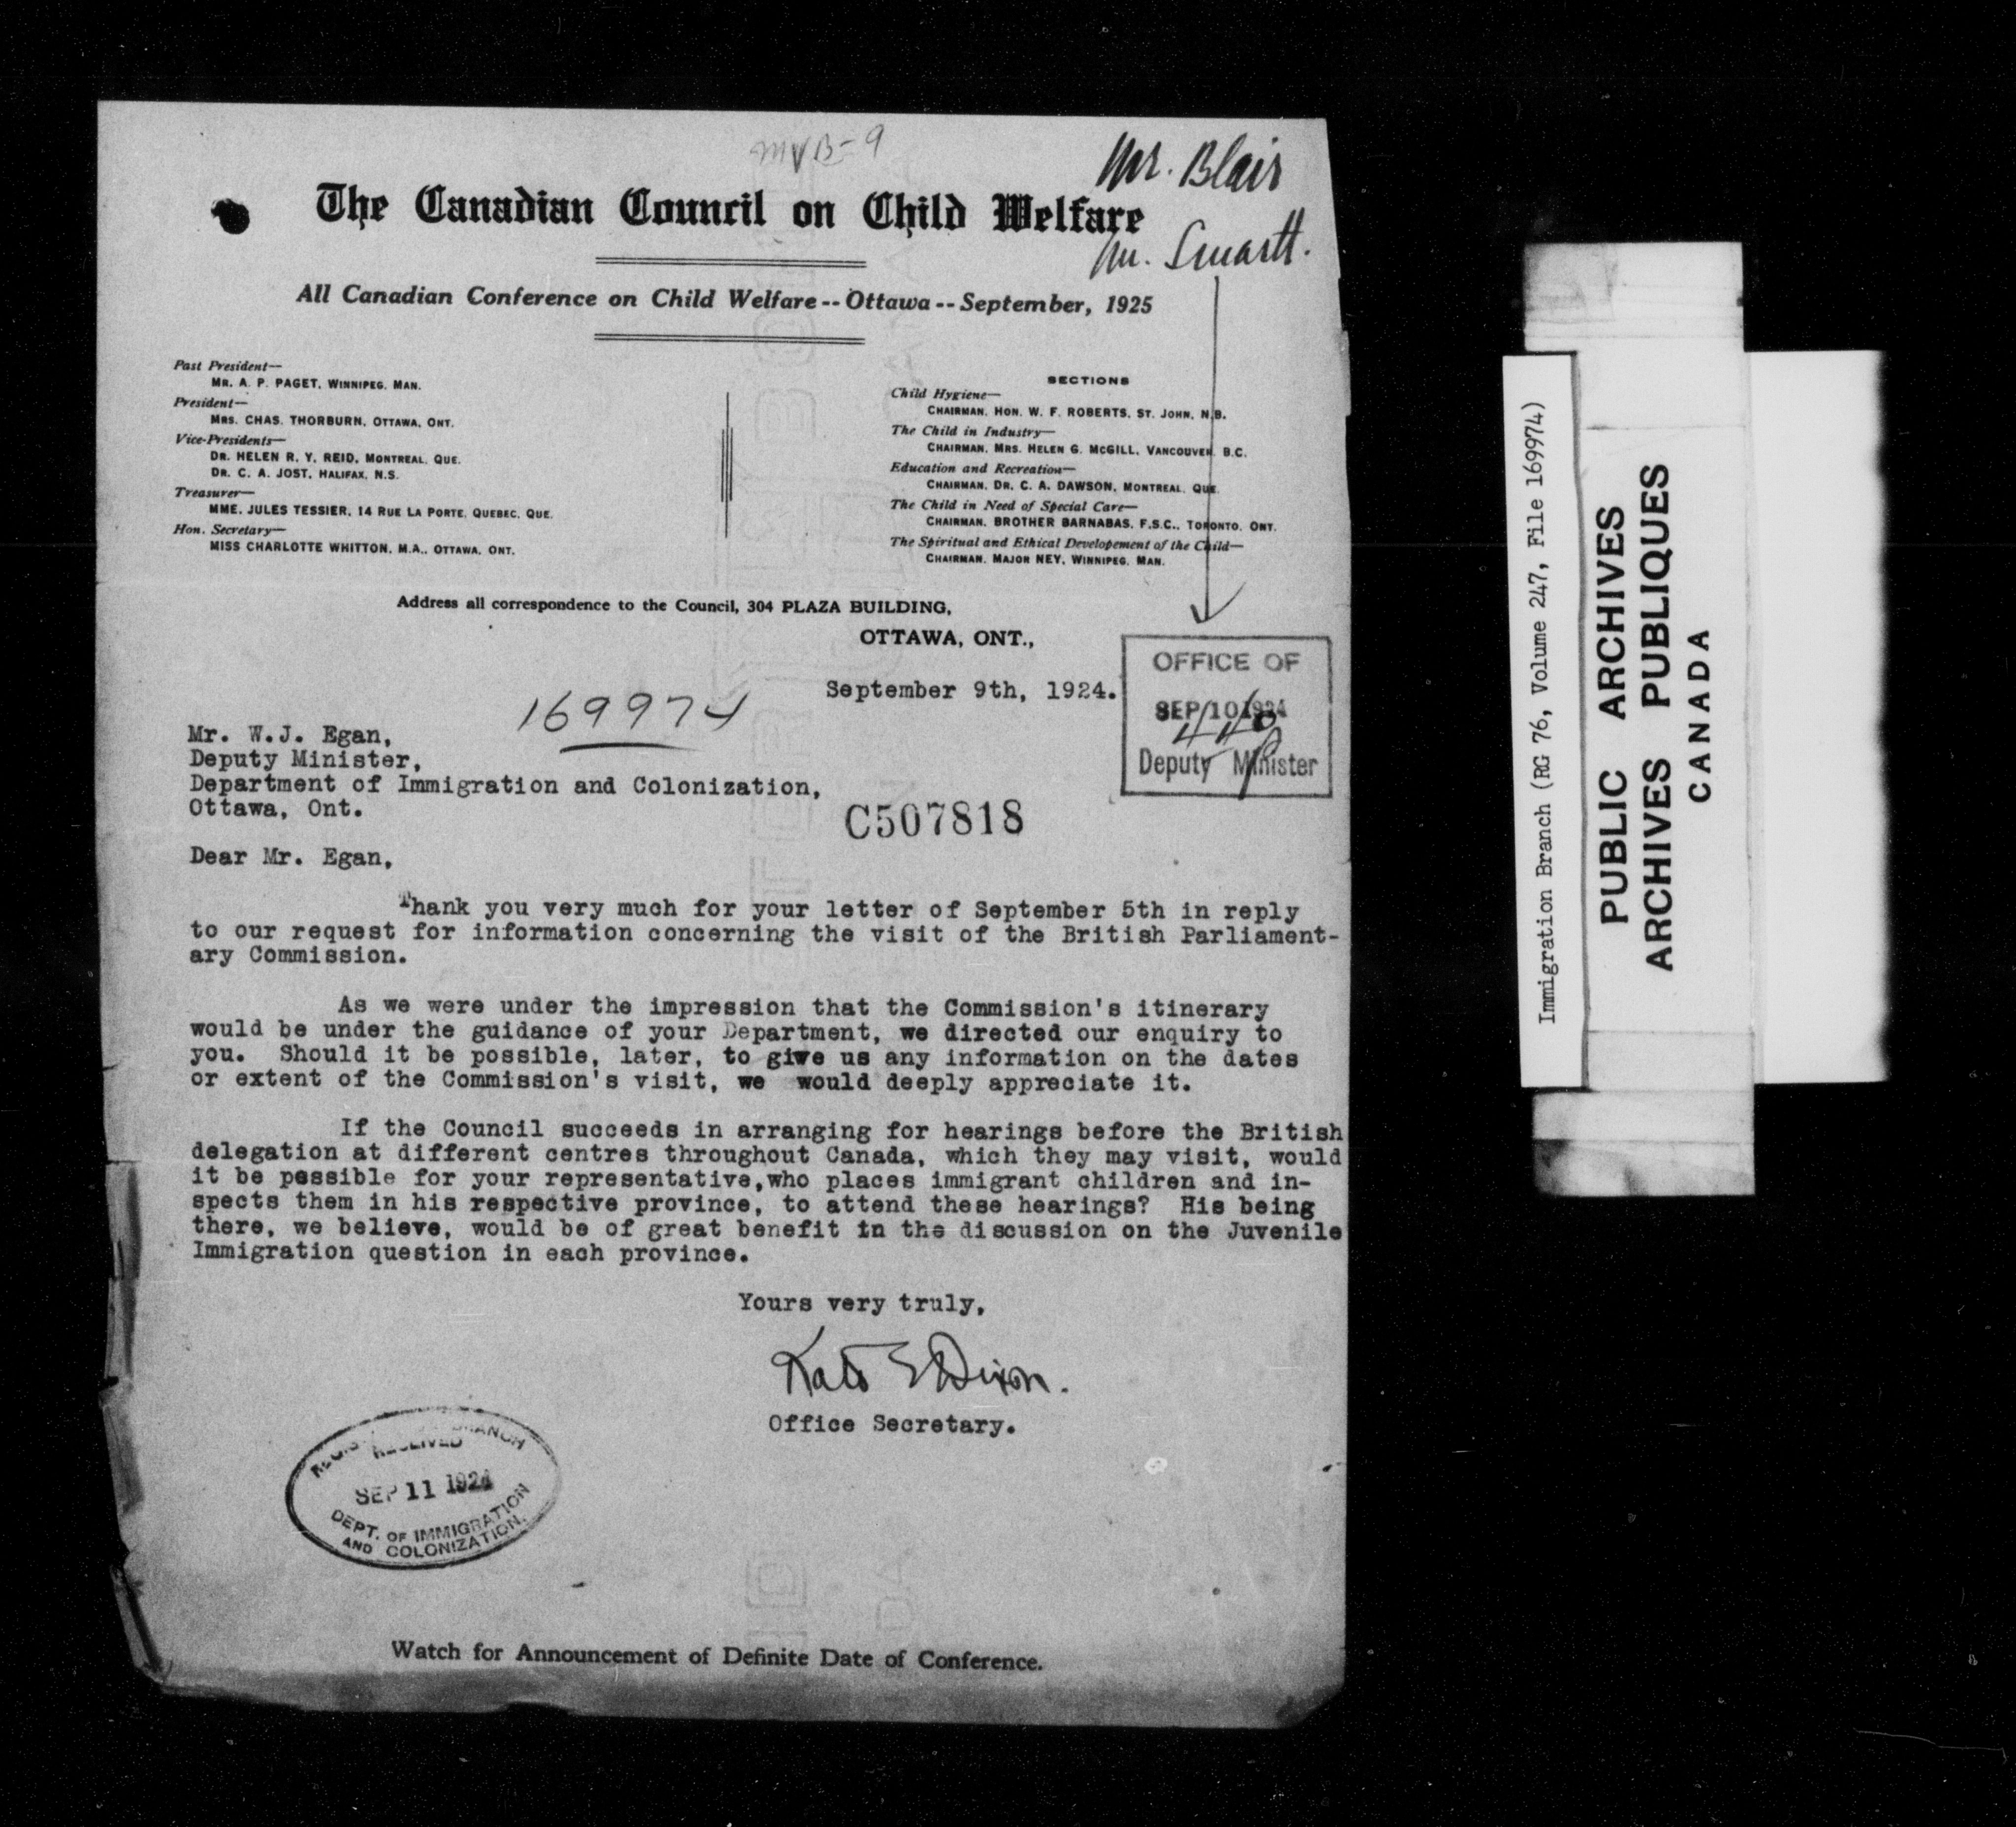 MVB-9
Mr. Blair
The Canadian Council on Child Welfare
Mr. Smartt.
All Canadian Conference on Child Welfare--Ottawa--September, 1925
Past President—
MR. A. P. PAGET, WINNIPEG, MAN.
President—
MRS. CHAS. THORBURN, OTTAWA, ONT.
Vice-Presidents—
DR. HELEN R. Y. REID, MONTREAL, QUE.
DR. C. A. JOST, HALIFAX, N.S.
Treasurer—
MME. JULES TESSIER, 14 RUE LA PORTE, QUEBEC, QUE.
Hon. Secretary—
MISS CHARLOTTE WHITTON, M.A., OTTAWA, ONT.
SECTIONS
Child Hygiene—
CHAIRMAN, HON. W. F. ROBERTS, ST. JOHN, N.B.
The Child in Industry—
CHAIRMAN, MRS. HELEN G. McGILL, VANCOUVER, B.C.
Education and Recreation—
CHAIRMAN, DR. C. A. DAWSON, MONTREAL, QUE.
The Child in Need of Special Care—
CHAIRMAN, BROTHER BARNABAS, F.S.C., TORONTO, ONT.
The Spiritual and Ethical Developement of the Child—
CHAIRMAN, MAJOR NEY, WINNIPEG, MAN.
Address all correspondence to the Council, 304 PLAZA BUILDING,
OTTAWA, ONT.,
September 9th, 1924.
OFFICE OF
SEP 10 1924
Deputy Minister
169974
Mr. W.J. Egan,
Deputy Minister,
Department of Immigration and Colonization,
Ottawa, Ont.
C507818
Dear Mr. Egan,
Thank you very much for your letter of September 5th in reply
to our request for information concerning the visit of the British Parliament-
ary Commission.
As we were under the impression that the Commission's itinerary
would be under the guidance of your Department, we directed our enquiry to
you. Should it be possible, later, to give us any information on the dates
or extent of the Commission's visit, we would deeply appreciate it.
If the Council succeeds in arranging for hearings before the British
delegation at different centres throughout Canada, which they may visit, would
it be possible for your representative,who places immigrant children and in-
spects them in his respective province, to attend these hearings? His being
there, we believe, would be of great benefit in the discussion on the Juvenile
Immigration question in each province.
Yours very truly,
Kate E Dixon.
Office Secretary.
RECEIVED
SEP 11 1924
DEPT. OF IMMIGRATION
AND COLONIZATION.
Watch for Announcement of Definite Date of Conference.
Immigration Branch (RG 76, Volume 247, File 169974)
PUBLIC ARCHIVES
ARCHIVES PUBLIQUES
CANADA